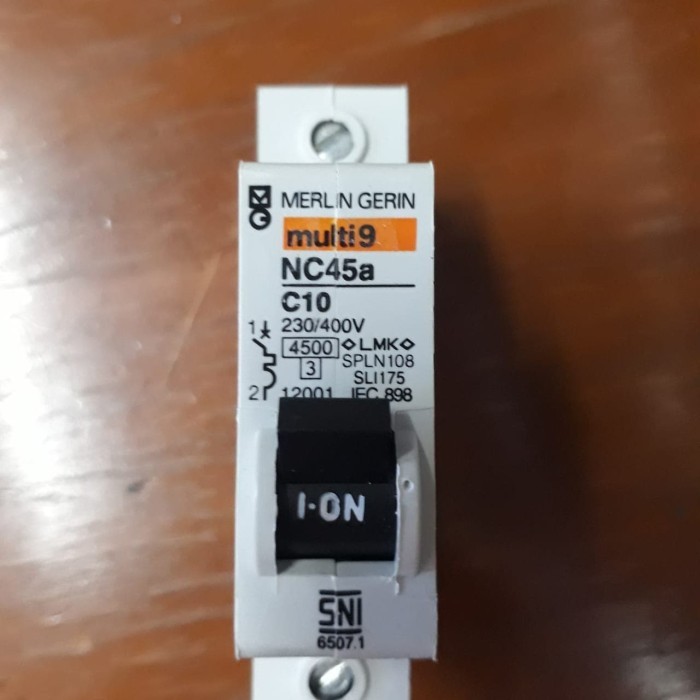 MERLIN GERIN
multi9
NC45a
C10
230/400V
1
4500
LMK
3
SPLN108
SLI175
2
12001
IEC 898
I-ON
SNI
6507.1